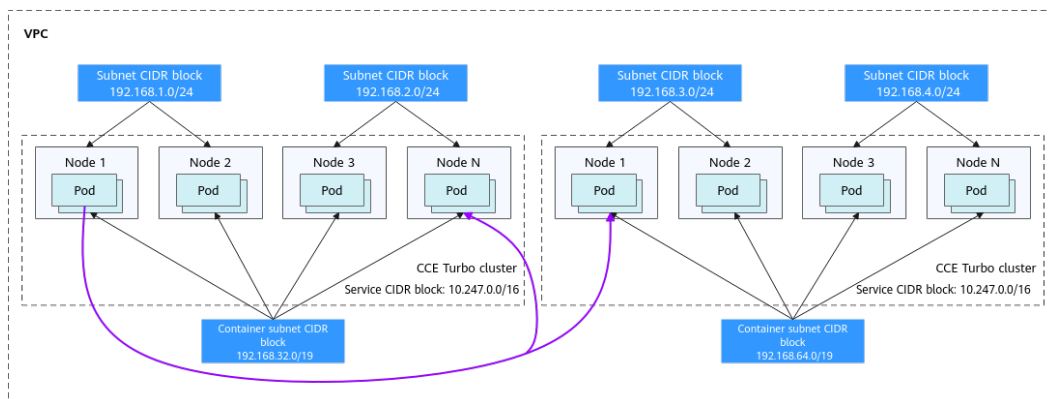 VPC
Subnet CIDR block
192.168.1.0/24
Subnet CIDR block
192.168.2.0/24
Subnet CIDR block
192.168.3.0/24
Subnet CIDR block
192.168.4.0/24
Node 1
Pod
Node 2
Pod
Node 3
Pod
Node N
Pod
Node 1
Pod
Node 2
Pod
Node 3
Pod
Node N
Pod
CCE Turbo cluster
Service CIDR block: 10.247.0.0/16
CCE Turbo cluster
Service CIDR block: 10.247.0.0/16
Container subnet CIDR
block
192.168.32.0/19
Container subnet CIDR
block
192.168.64.0/19